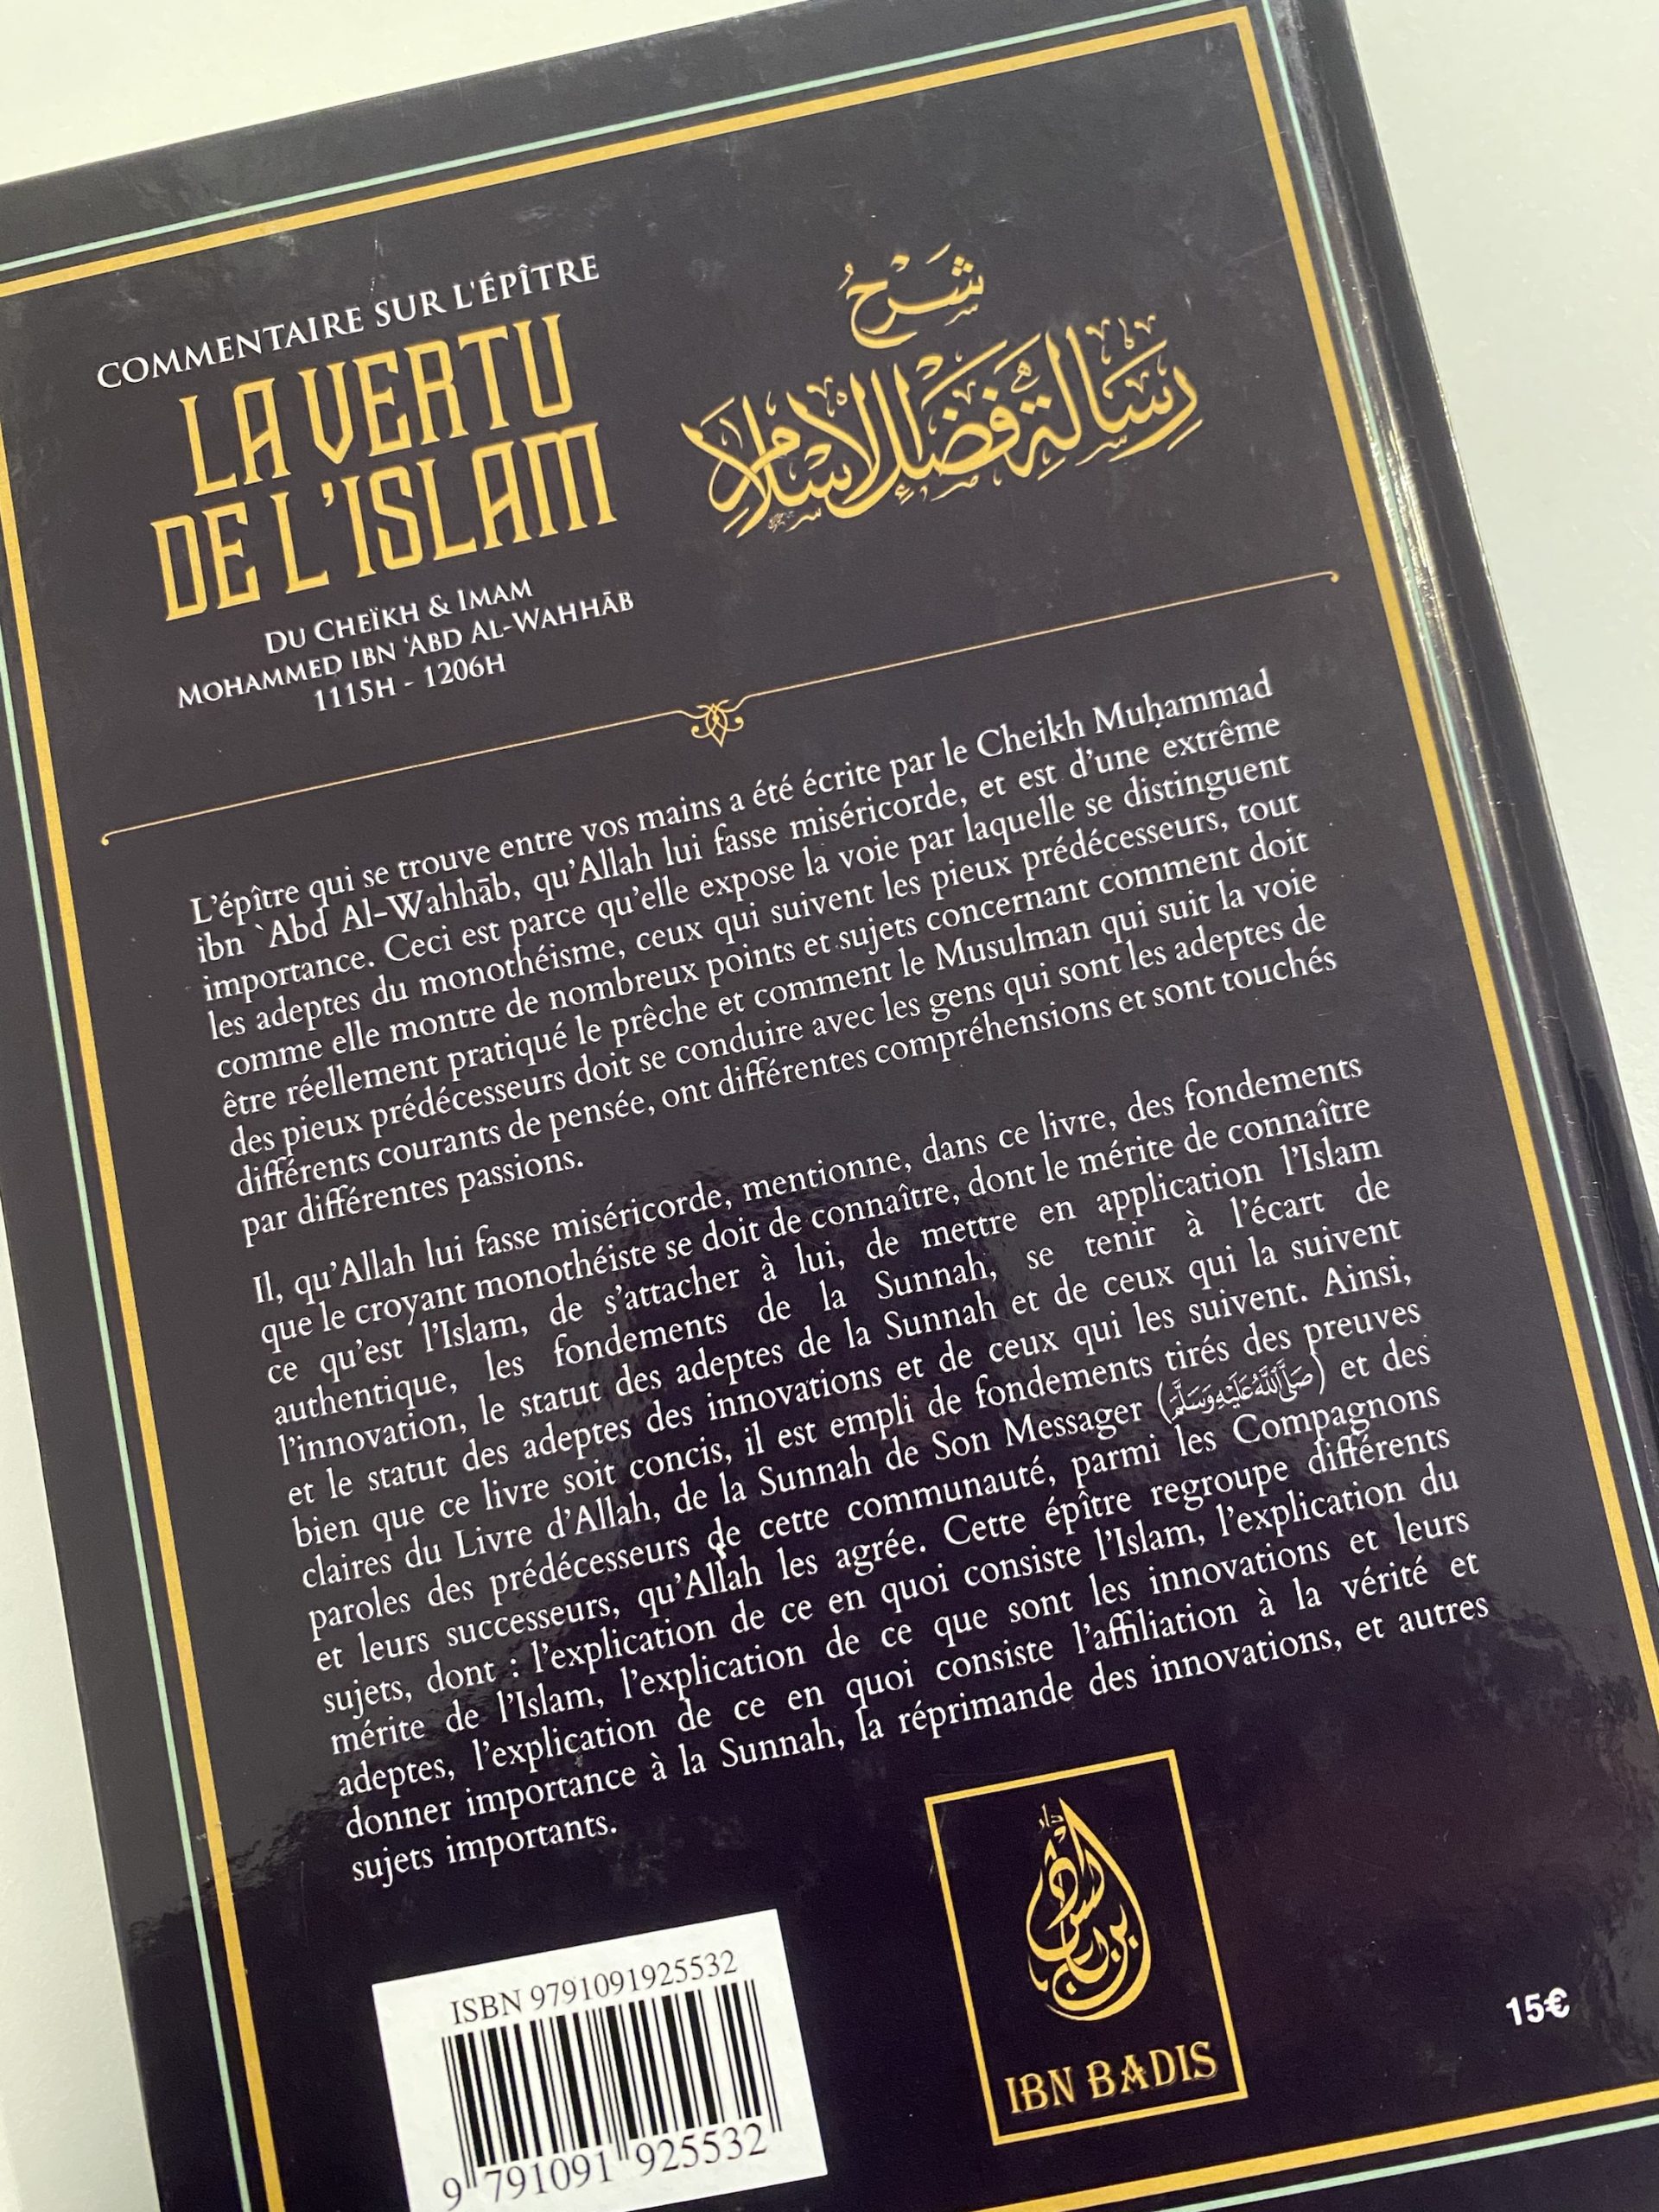 COMMENTAIRE SUR L'ÉPÎTRE
LA VERTU
DE L'ISLAM
DU CHEÏKH & IMAM
MOHAMMED IBN ‘ABD AL-WAHHĀB
1115H - 1206H
شَرْحُ
رِسَالَةِ فَضْلِ الإِسْلَامِ
L’épître qui se trouve entre vos mains a été écrite par le Cheikh Muḥammad
ibn `Abd Al-Wahhāb, qu’Allah lui fasse miséricorde, et est d’une extrême
importance. Ceci est parce qu’elle expose la voie par laquelle se distinguent
les adeptes du monothéisme, ceux qui suivent les pieux prédécesseurs, tout
comme elle montre de nombreux points et sujets concernant comment doit
être réellement pratiqué le prêche et comment le Musulman qui suit la voie
des pieux prédécesseurs doit se conduire avec les gens qui sont les adeptes de
différents courants de pensée, ont différentes compréhensions et sont touchés
par différentes passions.
Il, qu’Allah lui fasse miséricorde, mentionne, dans ce livre, des fondements
que le croyant monothéiste se doit de connaître, dont le mérite de connaître
ce qu’est l’Islam, de s’attacher à lui, de mettre en application l’Islam
authentique, les fondements de la Sunnah, se tenir à l’écart de
l’innovation, le statut des adeptes de la Sunnah et de ceux qui la suivent
et le statut des adeptes des innovations et de ceux qui les suivent. Ainsi,
bien que ce livre soit concis, il est empli de fondements tirés des preuves
claires du Livre d’Allah, de la Sunnah de Son Messager (صَلَّى اللَّهُ عَلَيْهِ وَسَلَّمَ) et des
paroles des prédécesseurs de cette communauté, parmi les Compagnons
et leurs successeurs, qu’Allah les agrée. Cette épître regroupe différents
sujets, dont : l’explication de ce en quoi consiste l’Islam, l’explication du
mérite de l’Islam, l’explication de ce que sont les innovations et leurs
adeptes, l’explication de ce en quoi consiste l’affiliation à la vérité et
donner importance à la Sunnah, la réprimande des innovations, et autres
sujets importants.
ISBN 9791091925532
9 791091 925532
دار
ابن باديس
IBN BADIS
15€